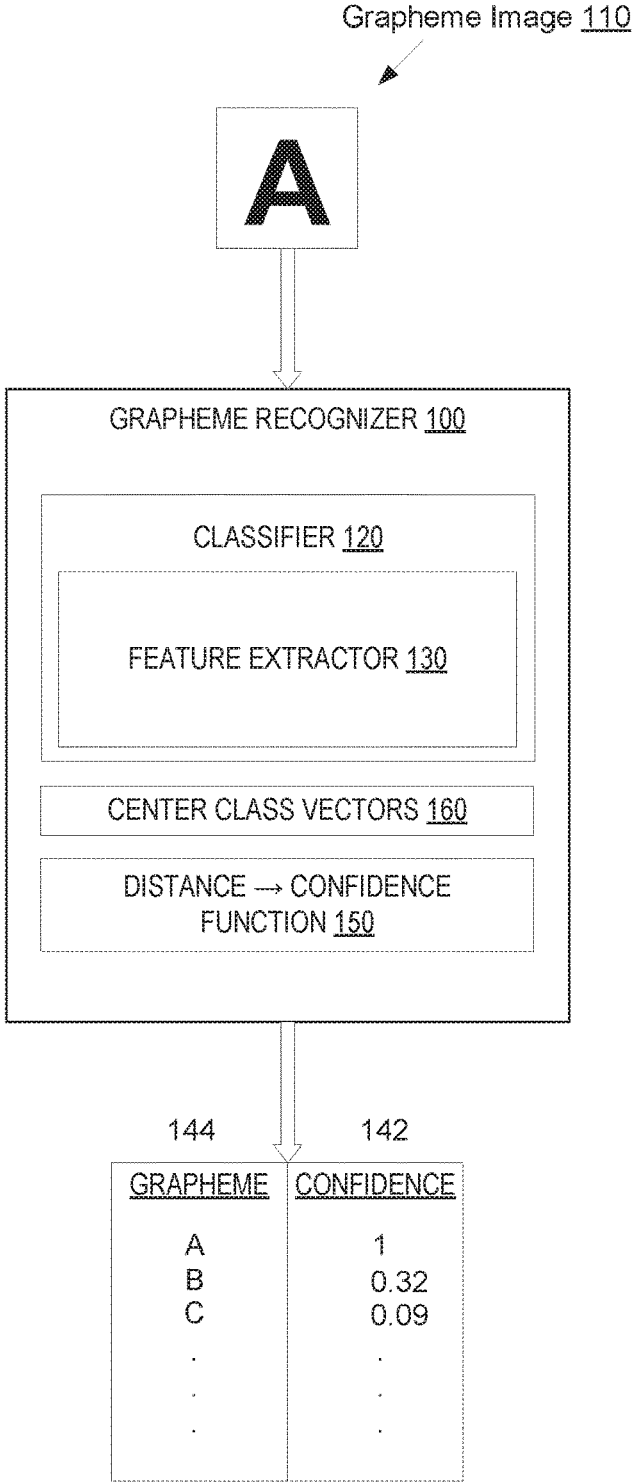 Grapheme Image 110
A
GRAPHEME RECOGNIZER 100
CLASSIFIER 120
FEATURE EXTRACTOR 130
CENTER CLASS VECTORS 160
DISTANCE → CONFIDENCE
FUNCTION 150
144 142
GRAPHEME CONFIDENCE
A 1
B 0.32
C 0.09
. .
. .
. .